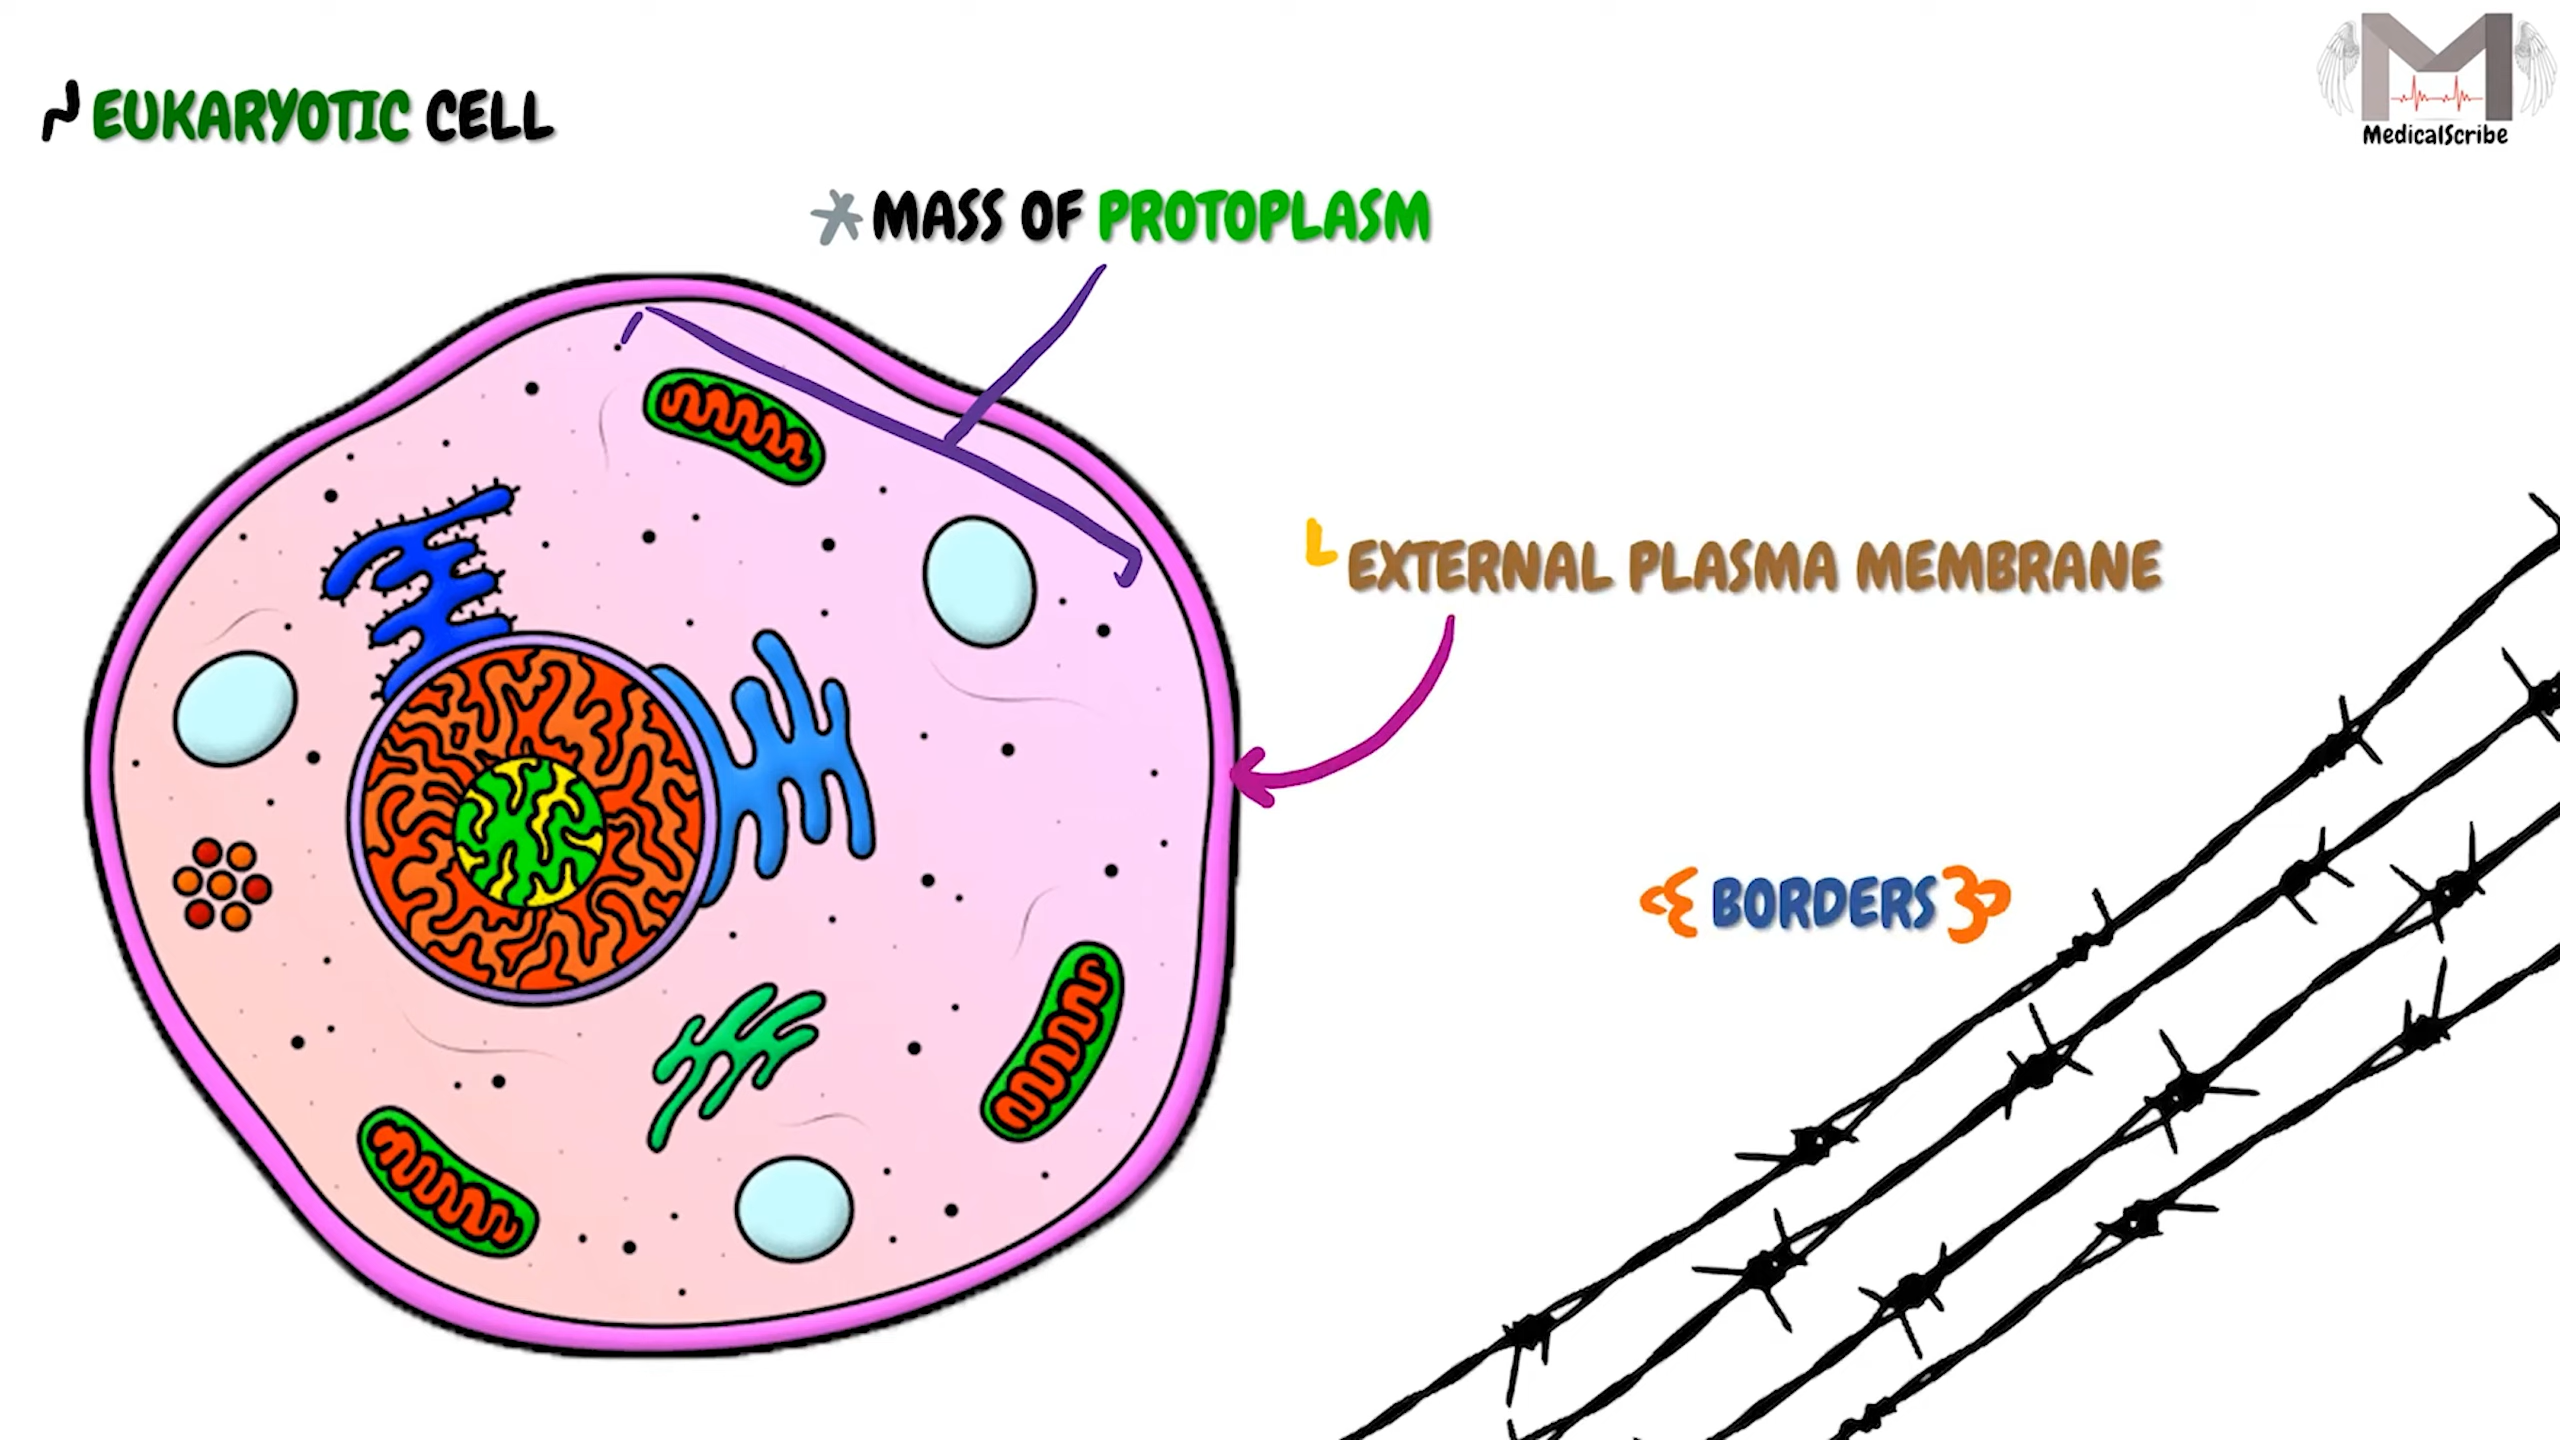 EUKARYOTIC CELL
MedicalScribe
* MASS OF PROTOPLASM
EXTERNAL PLASMA MEMBRANE
BORDERS